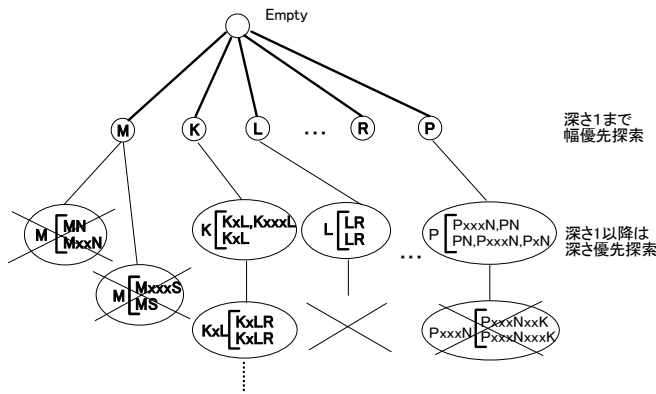 Empty
M
K
L
...
R
P
深さ1まで
幅優先探索
M
MN
MxxN
K
KxL,KxxxL
KxL
L
LR
LR
...
P
PxxxN,PN
PN,PxxxN,PxN
深さ1以降は
深さ優先探索
M
MxxxS
MS
KxL
KxLR
KxLR
PxxxN
PxxxNxxK
PxxxNxxxK